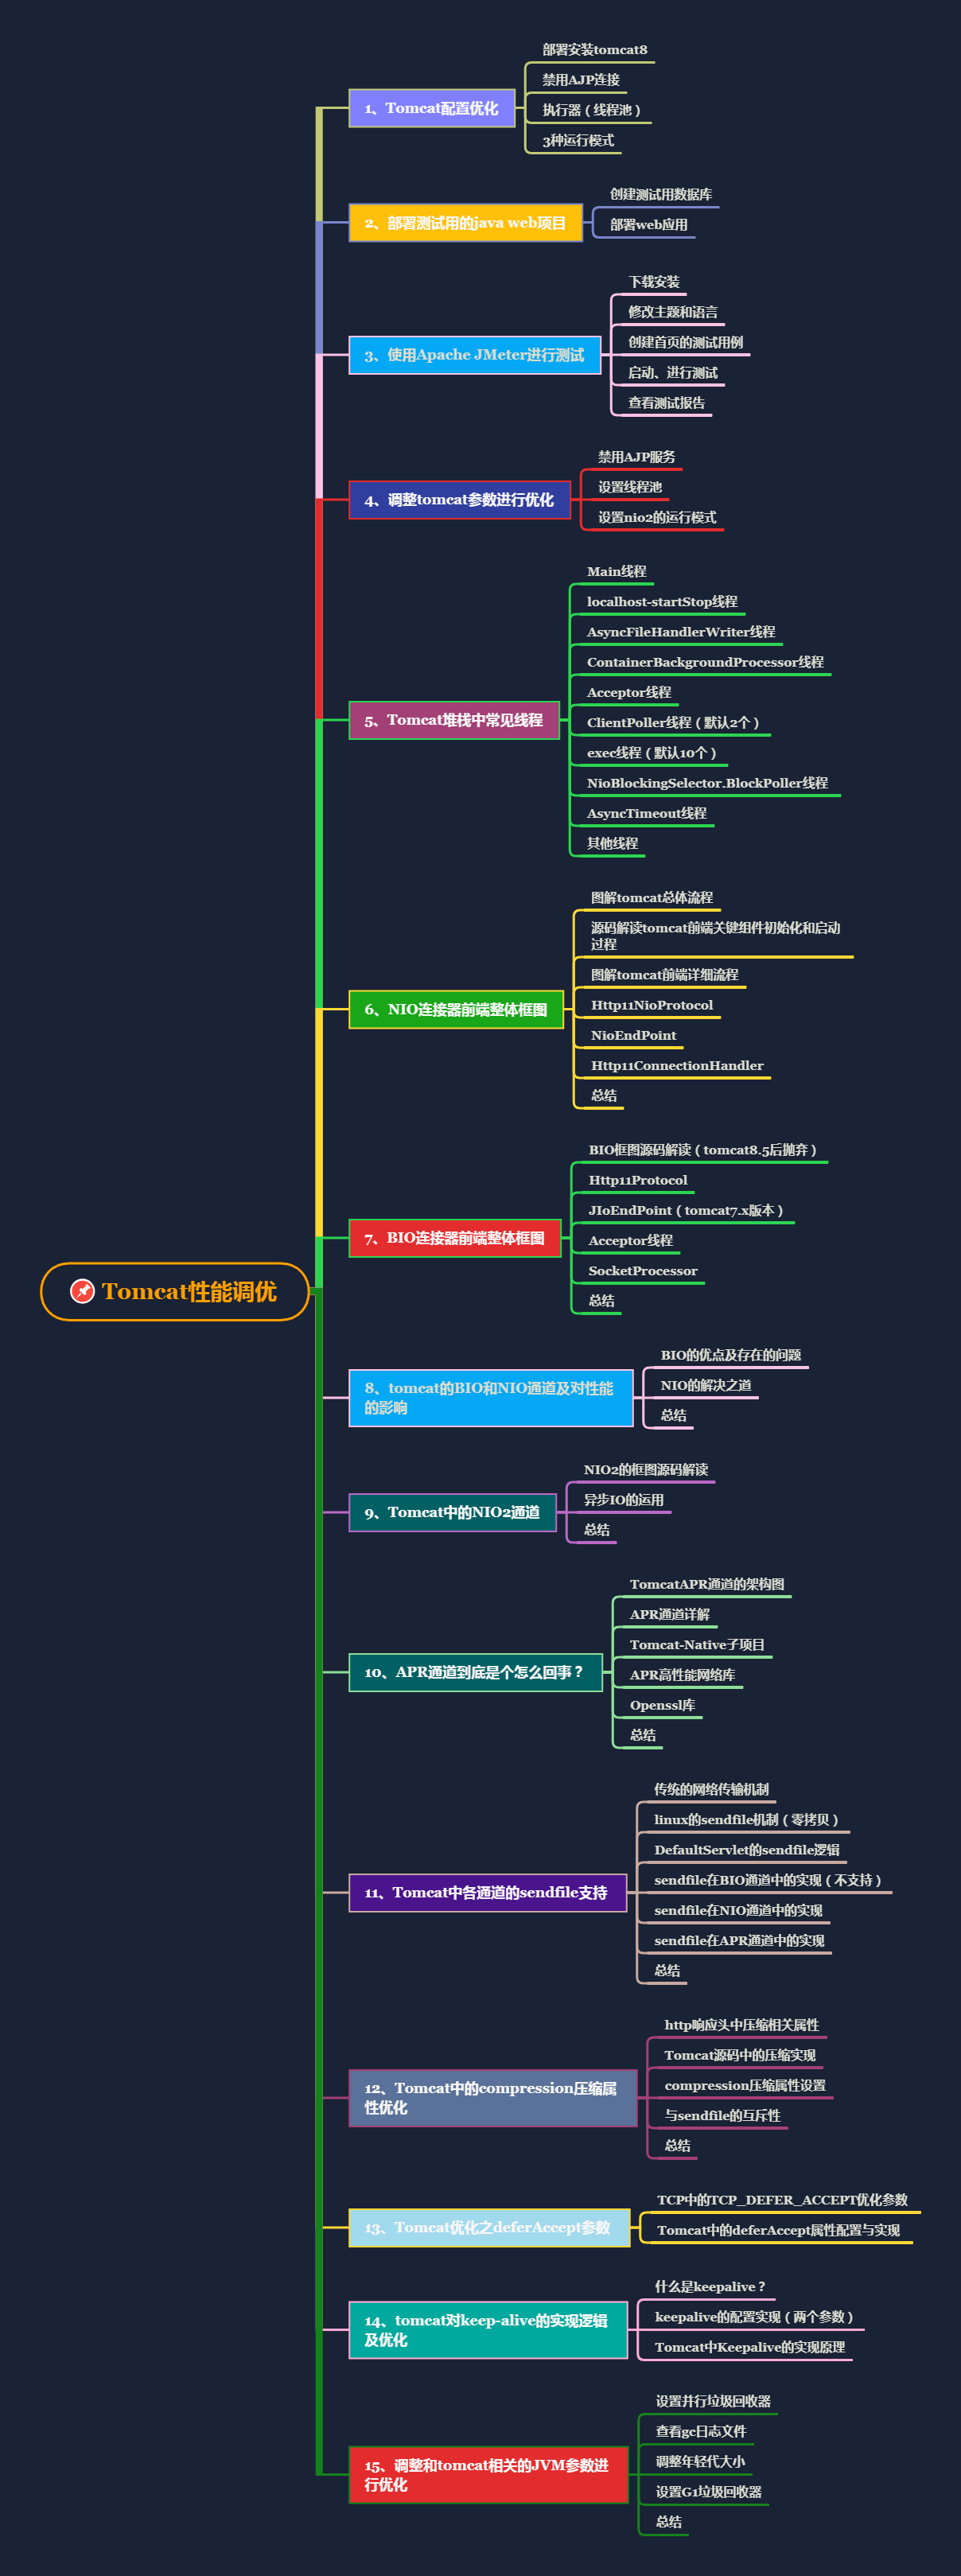 Tomcat性能调优
1、Tomcat配置优化
部署安装tomcat8
禁用AJP连接
执行器（线程池）
3种运行模式
2、部署测试用的java web项目
创建测试用数据库
部署web应用
3、使用Apache JMeter进行测试
下载安装
修改主题和语言
创建首页的测试用例
启动、进行测试
查看测试报告
4、调整tomcat参数进行优化
禁用AJP服务
设置线程池
设置nio2的运行模式
5、Tomcat堆栈中常见线程
Main线程
localhost-startStop线程
AsyncFileHandlerWriter线程
ContainerBackgroundProcessor线程
Acceptor线程
ClientPoller线程（默认2个）
exec线程（默认10个）
NioBlockingSelector.BlockPoller线程
AsyncTimeout线程
其他线程
6、NIO连接器前端整体框图
图解tomcat总体流程
源码解读tomcat前端关键组件初始化和启动
过程
图解tomcat前端详细流程
Http11NioProtocol
NioEndPoint
Http11ConnectionHandler
总结
7、BIO连接器前端整体框图
BIO框图源码解读（tomcat8.5后抛弃）
Http11Protocol
JIoEndPoint（tomcat7.x版本）
Acceptor线程
SocketProcessor
总结
8、tomcat的BIO和NIO通道及对性能
的影响
BIO的优点及存在的问题
NIO的解决之道
总结
9、Tomcat中的NIO2通道
NIO2的框图源码解读
异步IO的运用
总结
10、APR通道到底是个怎么回事？
TomcatAPR通道的架构图
APR通道详解
Tomcat-Native子项目
APR高性能网络库
Openssl库
总结
11、Tomcat中各通道的sendfile支持
传统的网络传输机制
linux的sendfile机制（零拷贝）
DefaultServlet的sendfile逻辑
sendfile在BIO通道中的实现（不支持）
sendfile在NIO通道中的实现
sendfile在APR通道中的实现
总结
12、Tomcat中的compression压缩属
性优化
http响应头中压缩相关属性
Tomcat源码中的压缩实现
compression压缩属性设置
与sendfile的互斥性
总结
13、Tomcat优化之deferAccept参数
TCP中的TCP_DEFER_ACCEPT优化参数
Tomcat中的deferAccept属性配置与实现
14、tomcat对keep-alive的实现逻辑
及优化
什么是keepalive？
keepalive的配置实现（两个参数）
Tomcat中Keepalive的实现原理
15、调整和tomcat相关的JVM参数进
行优化
设置并行垃圾回收器
查看gc日志文件
调整年轻代大小
设置G1垃圾回收器
总结